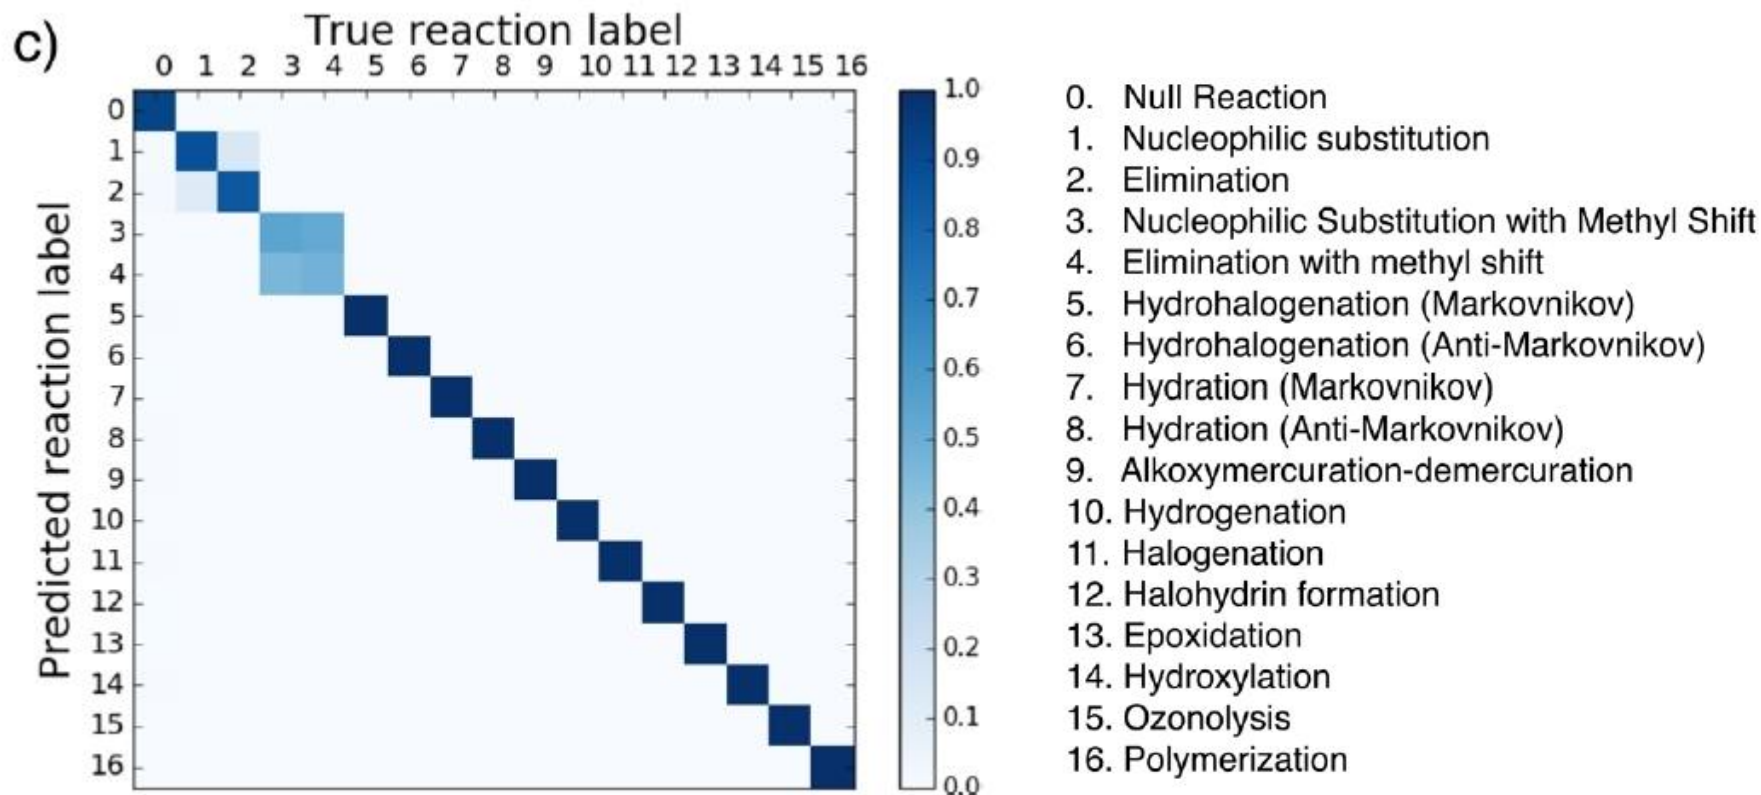 c)
True reaction label
0 1 2 3 4 5 6 7 8 9 10 11 12 13 14 15 16
Predicted reaction label
0
1
2
3
4
5
6
7
8
9
10
11
12
13
14
15
16
1.0
0.9
0.8
0.7
0.6
0.5
0.4
0.3
0.2
0.1
0.0
0. Null Reaction
1. Nucleophilic substitution
2. Elimination
3. Nucleophilic Substitution with Methyl Shift
4. Elimination with methyl shift
5. Hydrohalogenation (Markovnikov)
6. Hydrohalogenation (Anti-Markovnikov)
7. Hydration (Markovnikov)
8. Hydration (Anti-Markovnikov)
9. Alkoxymercuration-demercuration
10. Hydrogenation
11. Halogenation
12. Halohydrin formation
13. Epoxidation
14. Hydroxylation
15. Ozonolysis
16. Polymerization